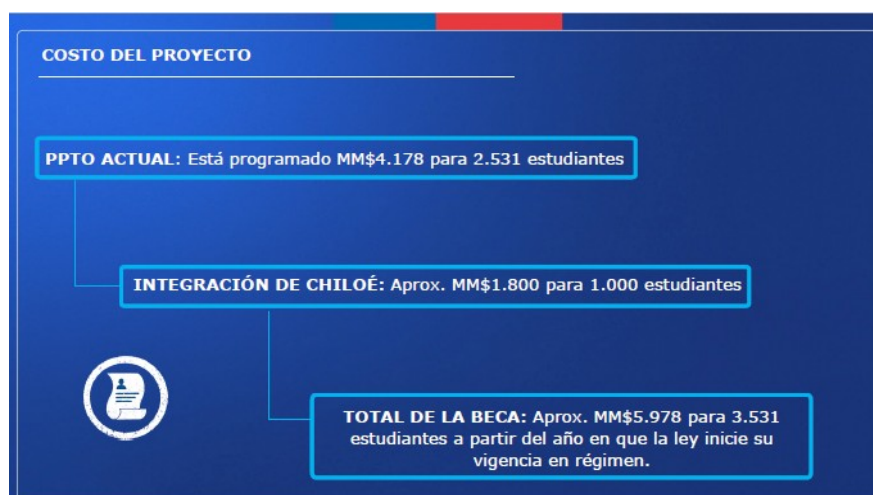 COSTO DEL PROYECTO
PPTO ACTUAL: Está programado MM$4.178 para 2.531 estudiantes
INTEGRACIÓN DE CHILOÉ: Aprox. MM$1.800 para 1.000 estudiantes
TOTAL DE LA BECA: Aprox. MM$5.978 para 3.531
estudiantes a partir del año en que la ley inicie su
vigencia en régimen.